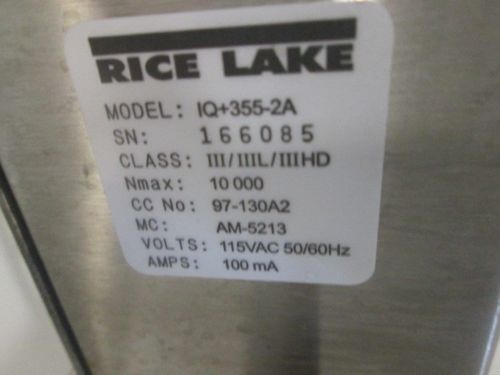 RICE LAKE
MODEL: IQ+355-2A
SN: 166085
CLASS: III/IIIL/IIIHD
Nmax: 10 000
CC No: 97-130A2
MC: AM-5213
VOLTS: 115VAC 50/60Hz
AMPS: 100 mA